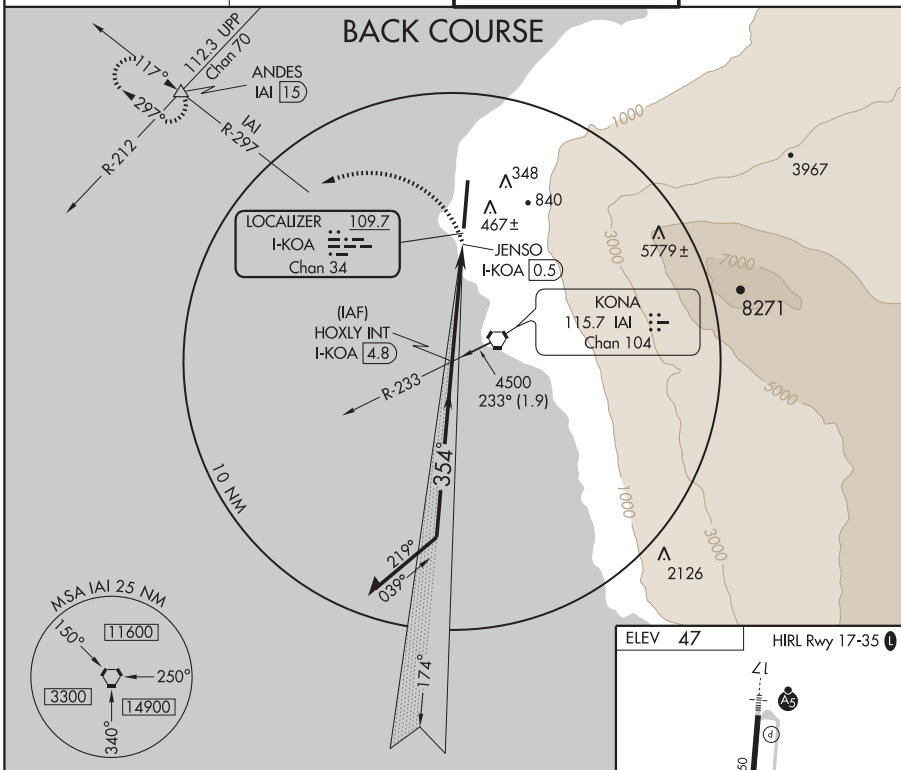 BACK COURSE
112.3 UPP
Chan 70
ANDES
IAI 15
117°
297°
IAI
R-297
R-212
1000
3967
348
840
467±
LOCALIZER 109.7
I-KOA
Chan 34
JENSO
I-KOA 0.5
3000
5779±
7000
8271
KONA
115.7 IAI
Chan 104
(IAF)
HOXLY INT
I-KOA 4.8
R-233
4500
233° (1.9)
5000
354°
10 NM
1000
3000
219°
039°
2126
174°
MSA IAI 25 NM
150°
11600
250°
3300
14900
340°
ELEV 47
HIRL Rwy 17-35 L
17
A5
P
50